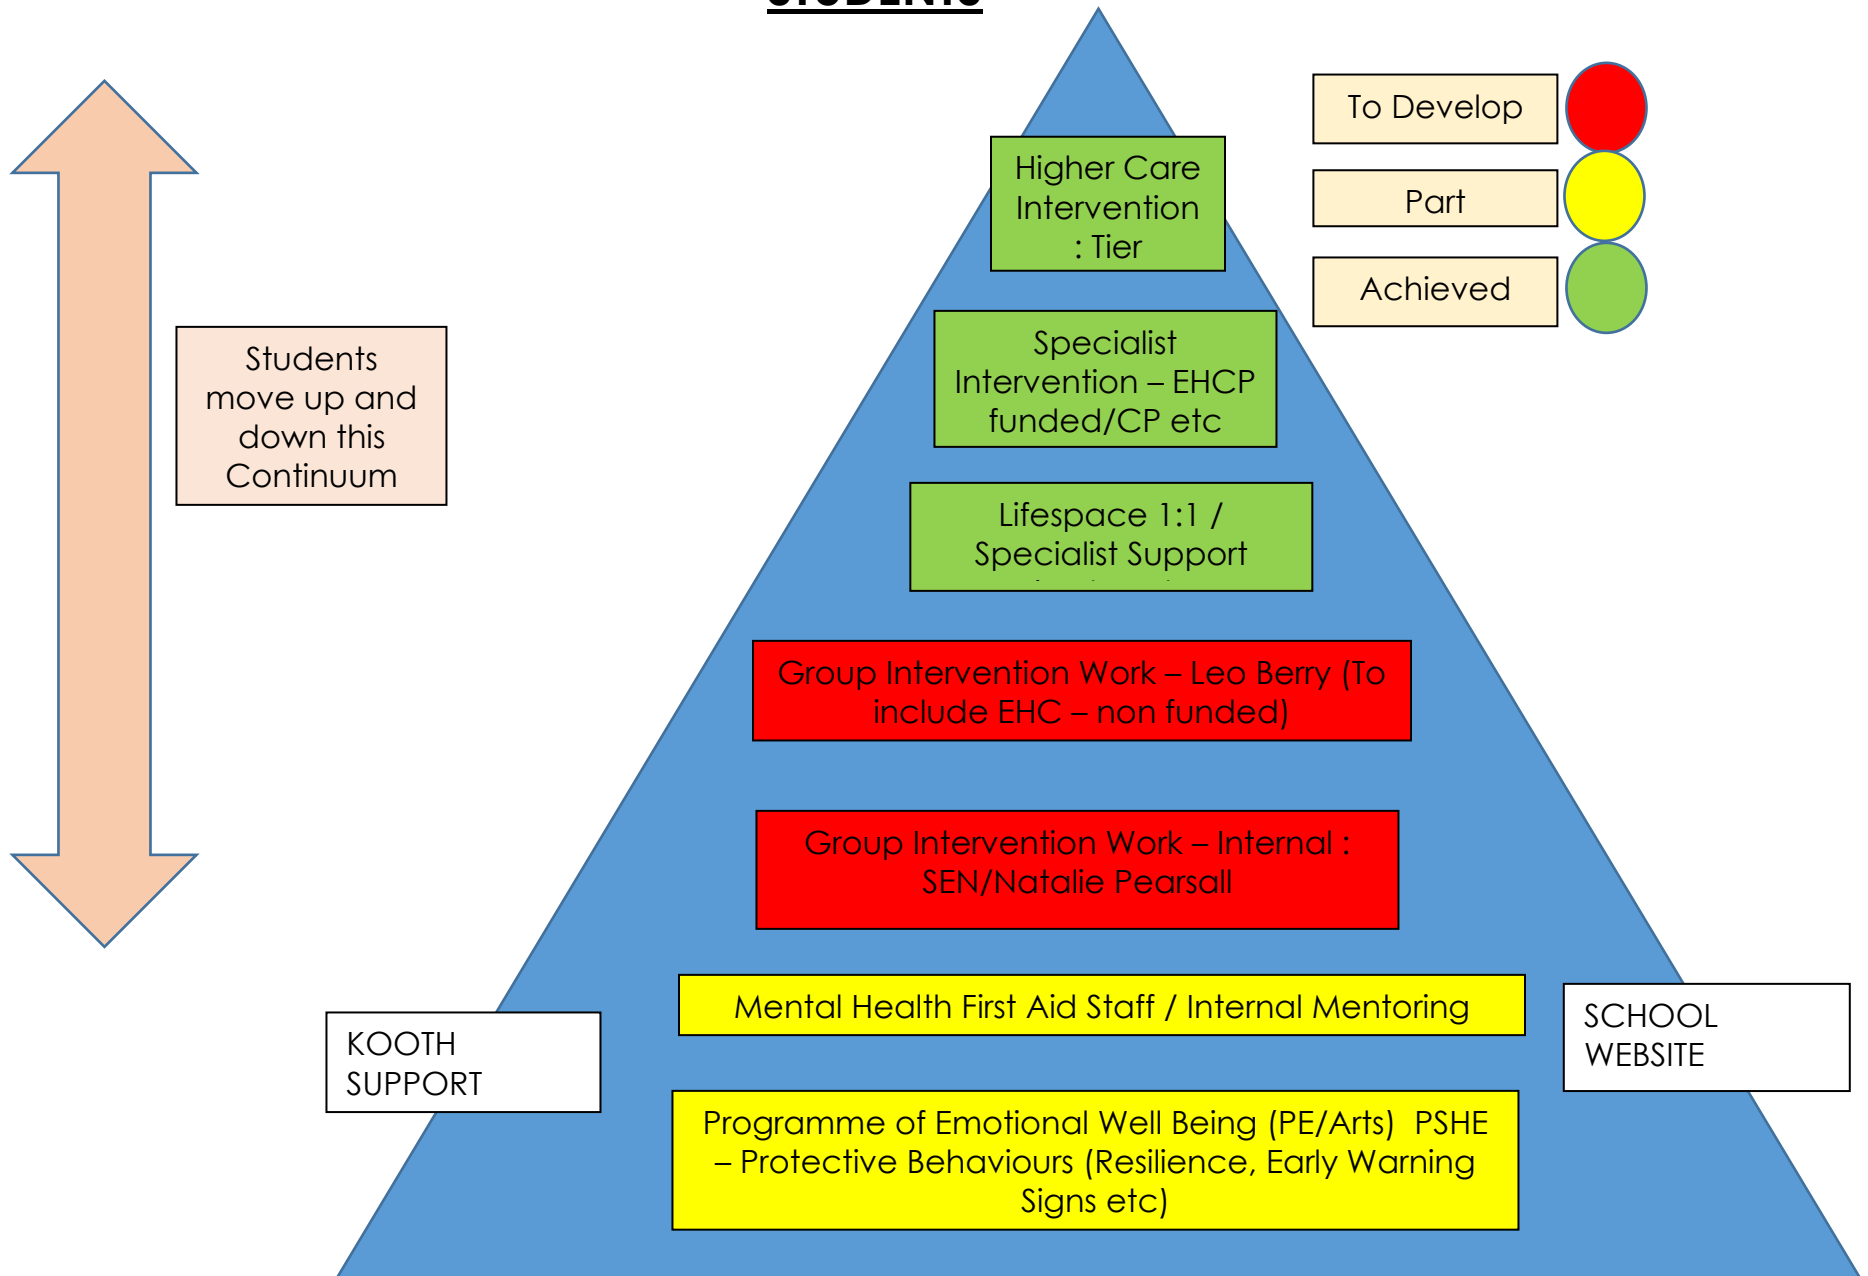 STUDENTS
To Develop
Part
Achieved
Higher Care
Intervention
: Tier
Specialist
Intervention – EHCP
funded/CP etc
Students
move up and
down this
Continuum
Lifespace 1:1 /
Specialist Support
Group Intervention Work – Leo Berry (To
include EHC – non funded)
Group Intervention Work – Internal :
SEN/Natalie Pearsall
Mental Health First Aid Staff / Internal Mentoring
KOOTH
SUPPORT
SCHOOL
WEBSITE
Programme of Emotional Well Being (PE/Arts) PSHE
– Protective Behaviours (Resilience, Early Warning
Signs etc)